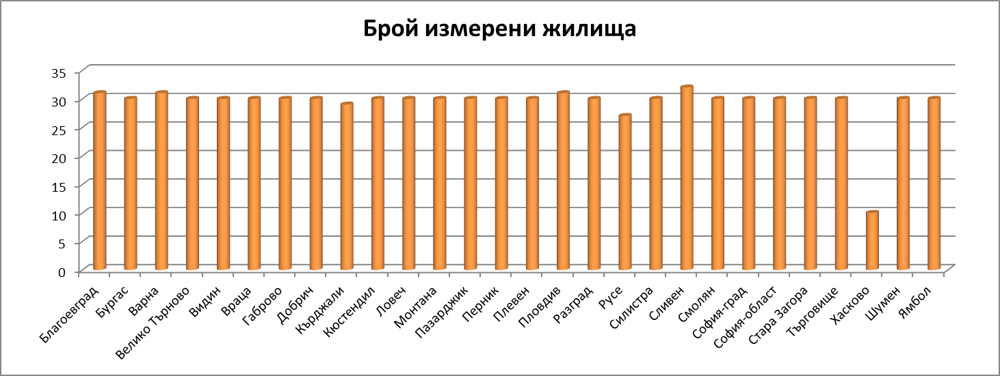 Брой измерени жилища
35
30
25
20
15
10
5
0
Благоевград
Бургас
Варна
Велико Търново
Видин
Враца
Габрово
Добрич
Кърджали
Кюстендил
Ловеч
Монтана
Пазарджик
Перник
Плевен
Пловдив
Разград
Русе
Силистра
Сливен
Смолян
София-град
София-област
Стара Загора
Търговище
Хасково
Шумен
Ямбол